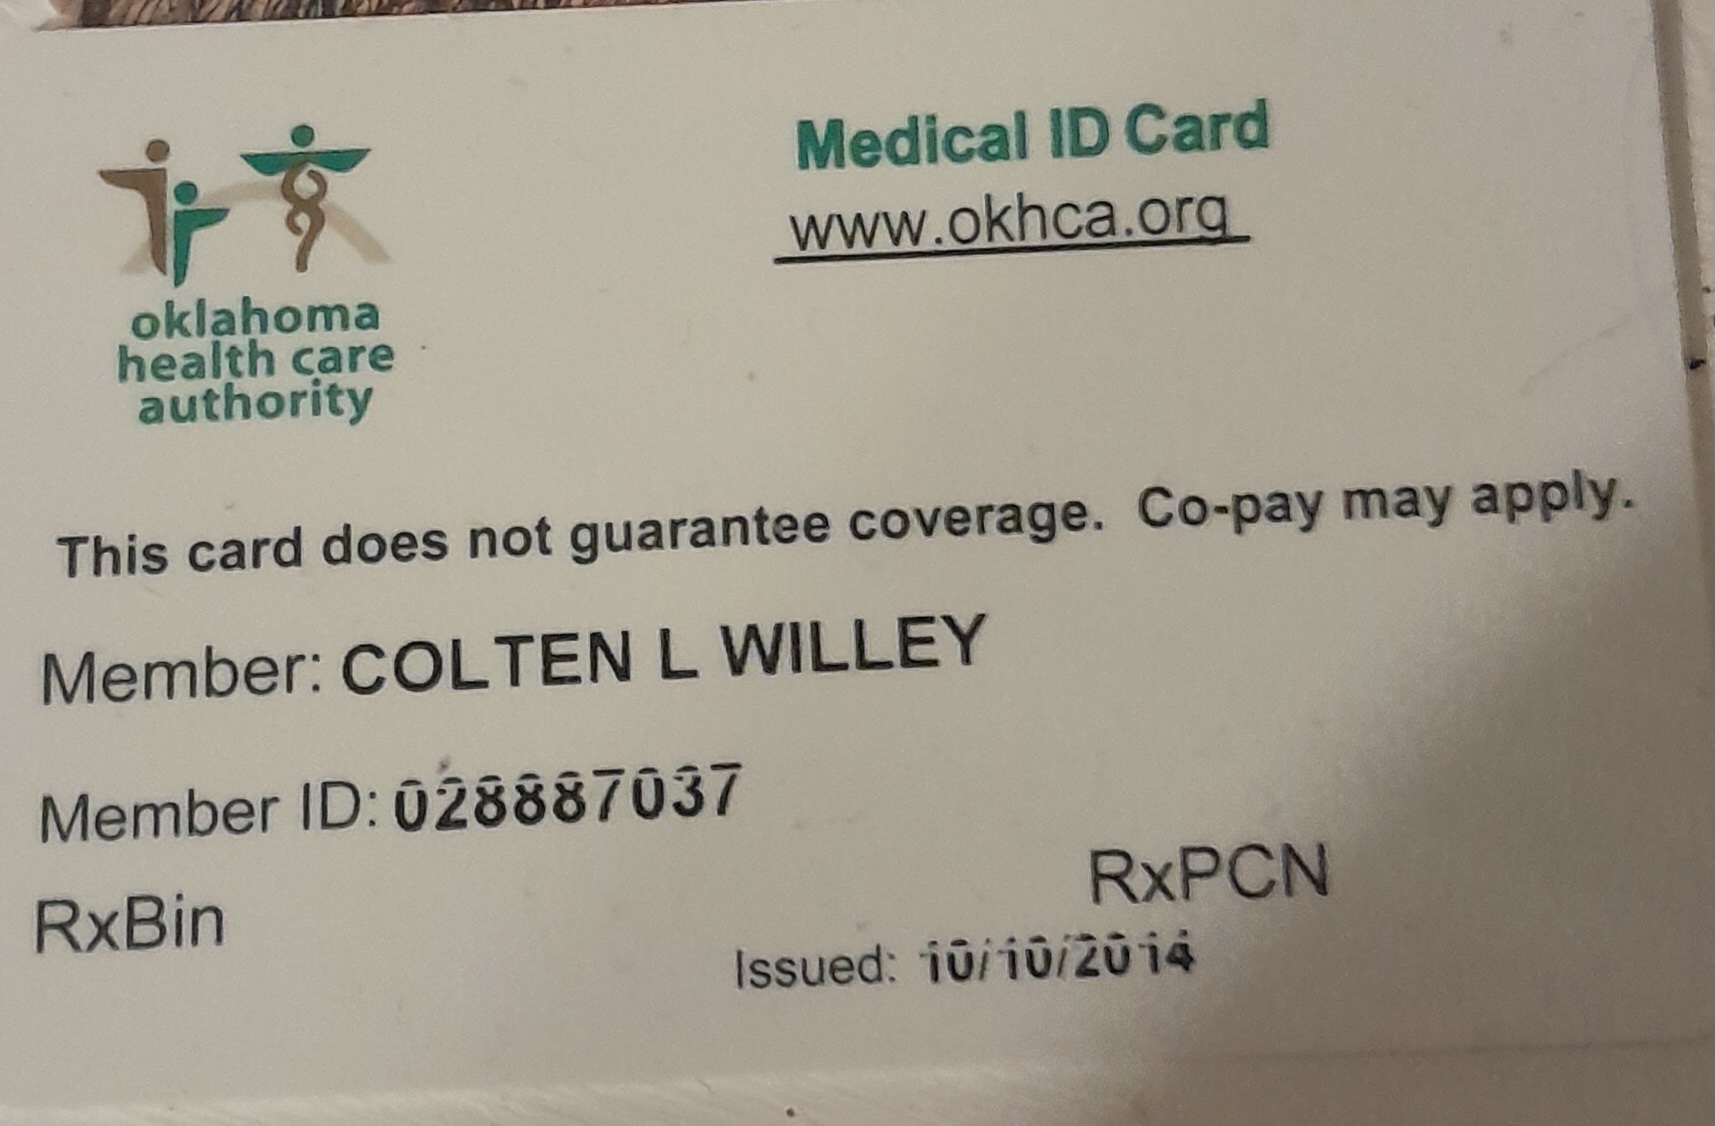 Medical ID Card
www.okhca.org
oklahoma
health care
authority
This card does not guarantee coverage. Co-pay may apply.
Member: COLTEN L WILLEY
Member ID: 028887037
RxBin
RxPCN
Issued: 10/10/2014